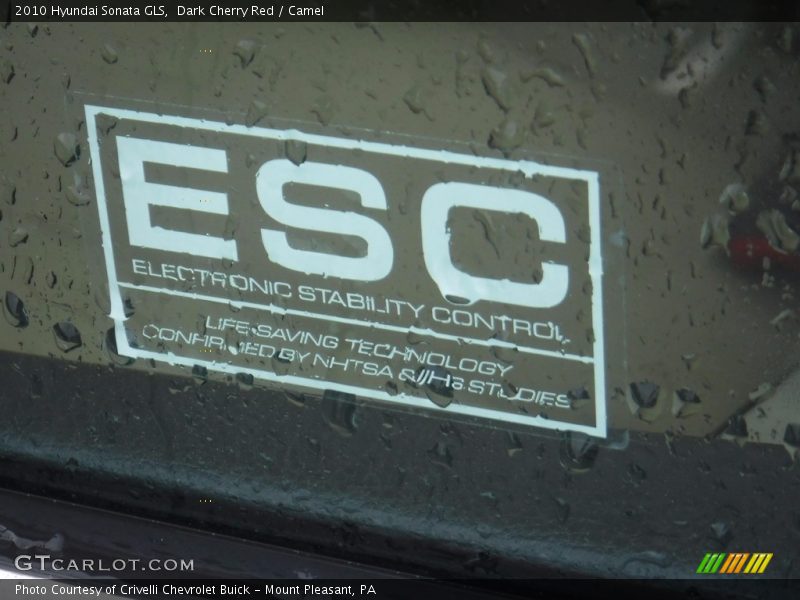 2010 Hyundai Sonata GLS, Dark Cherry Red / Camel
ESC
ELECTRONIC STABILITY CONTROL
LIFE-SAVING TECHNOLOGY
CONFIRMED BY NHTSA & IIHS STUDIES
GTCARLOT.COM
Photo Courtesy of Crivelli Chevrolet Buick - Mount Pleasant, PA